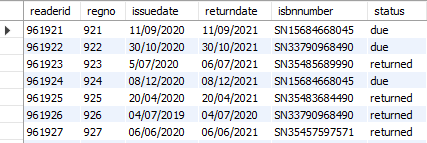 readerid regno issuedate returndate isbnnumber status
961921 921 11/09/2020 11/09/2021 SN15684668045 due
961922 922 30/10/2020 30/10/2021 SN33790968490 due
961923 923 5/07/2020 06/07/2021 SN35485689990 returned
961924 924 08/12/2020 08/12/2021 SN15684668045 due
961925 925 20/04/2020 20/04/2021 SN35483684490 returned
961926 926 04/07/2019 04/07/2020 SN33790968490 returned
961927 927 06/06/2020 06/06/2021 SN35457597571 returned